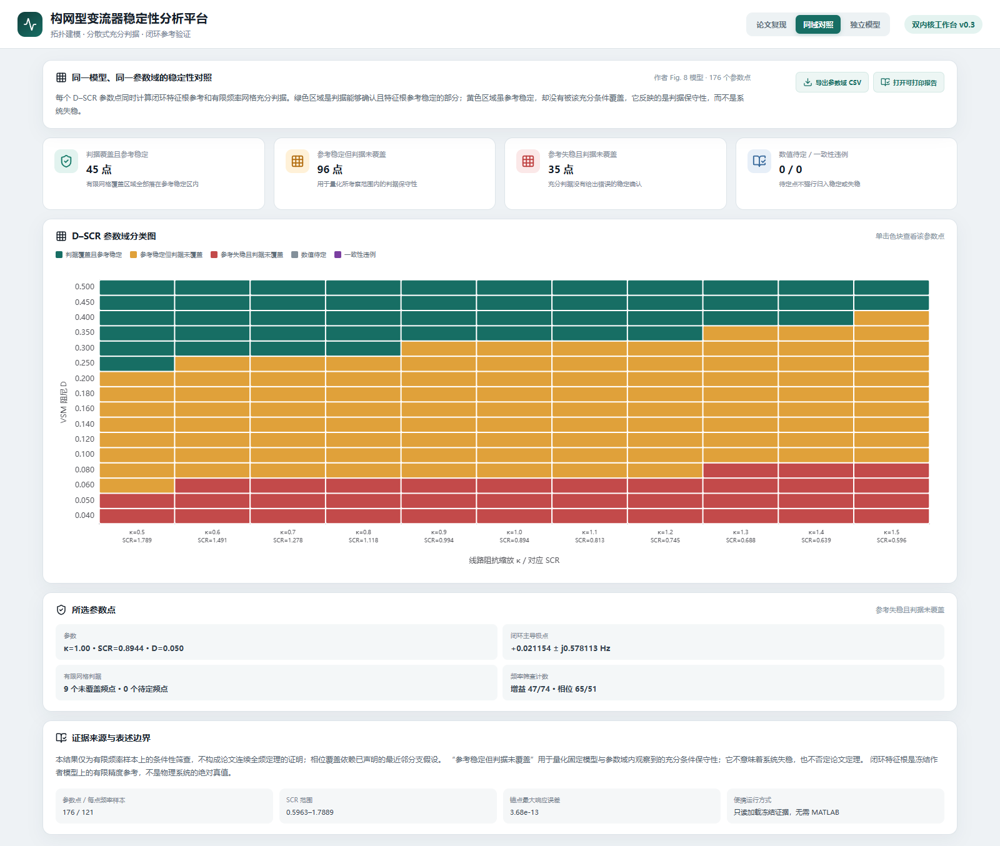 构网型变流器稳定性分析平台
拓扑建模 · 分散式充分判据 · 闭环参考验证
论文复现
同域对照
独立模型
双内核工作台 v0.3
同一模型、同一参数域的稳定性对照
作者 Fig. 8 模型 · 176 个参数点
导出参数域 CSV
打开可打印报告
每个 D–SCR 参数点同时计算闭环特征根参考和有限频率网格充分判据。绿色区域是判据能够确认且特征根参考稳定的部分；黄色区域虽参考稳定，却没有被该充分条件覆盖，它反映的是判据保守性，而不是系
统失稳。
判据覆盖且参考稳定
45 点
有限网格覆盖区域全部落在参考稳定区内
参考稳定但判据未覆盖
96 点
用于量化所考察范围内的判据保守性
参考失稳且判据未覆盖
35 点
充分判据没有给出错误的稳定确认
数值待定 / 一致性违例
0 / 0
待定点不强行归入稳定或失稳
D–SCR 参数域分类图
单击色块查看该参数点
判据覆盖且参考稳定
参考稳定但判据未覆盖
参考失稳且判据未覆盖
数值待定
一致性违例
VSM 阻尼 D
0.500
0.450
0.400
0.350
0.300
0.250
0.200
0.180
0.160
0.140
0.120
0.100
0.080
0.060
0.050
0.040
κ=0.5
SCR=1.789
κ=0.6
SCR=1.491
κ=0.7
SCR=1.278
κ=0.8
SCR=1.118
κ=0.9
SCR=0.994
κ=1.0
SCR=0.894
κ=1.1
SCR=0.813
κ=1.2
SCR=0.745
κ=1.3
SCR=0.688
κ=1.4
SCR=0.639
κ=1.5
SCR=0.596
线路阻抗缩放 κ / 对应 SCR
所选参数点
参考失稳且判据未覆盖
参数
κ=1.00 • SCR=0.8944 • D=0.050
闭环主导极点
+0.021154 ± j0.578113 Hz
有限网格判据
9 个未覆盖频点 • 0 个待定频点
频率筛查计数
增益 47/74 • 相位 65/51
证据来源与表述边界
本结果仅为有限频率样本上的条件性筛查，不构成论文连续全频定理的证明；相位覆盖依赖已声明的最近邻分支假设。 “参考稳定但判据未覆盖”用于量化固定模型与参数域内观察到的充分条件保守性；它不意味着系统失稳，也不否定论文定理。 闭环特征根是冻结作
者模型上的有限精度参考，不是物理系统的绝对真值。
参数点 / 每点频率样本
176 / 121
SCR 范围
0.5963–1.7889
锚点最大响应误差
3.68e-13
便携运行方式
只读加载冻结证据，无需 MATLAB